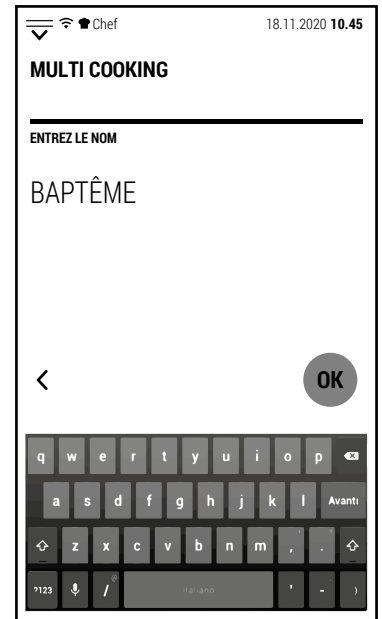 Chef 18.11.2020 10.45
MULTI COOKING
ENTREZ LE NOM
BAPTÊME
OK
q w e r t y u i o p
a s d f g h j k l Avanti
z x c v b n m , .
?123 / @ italiano ' - )